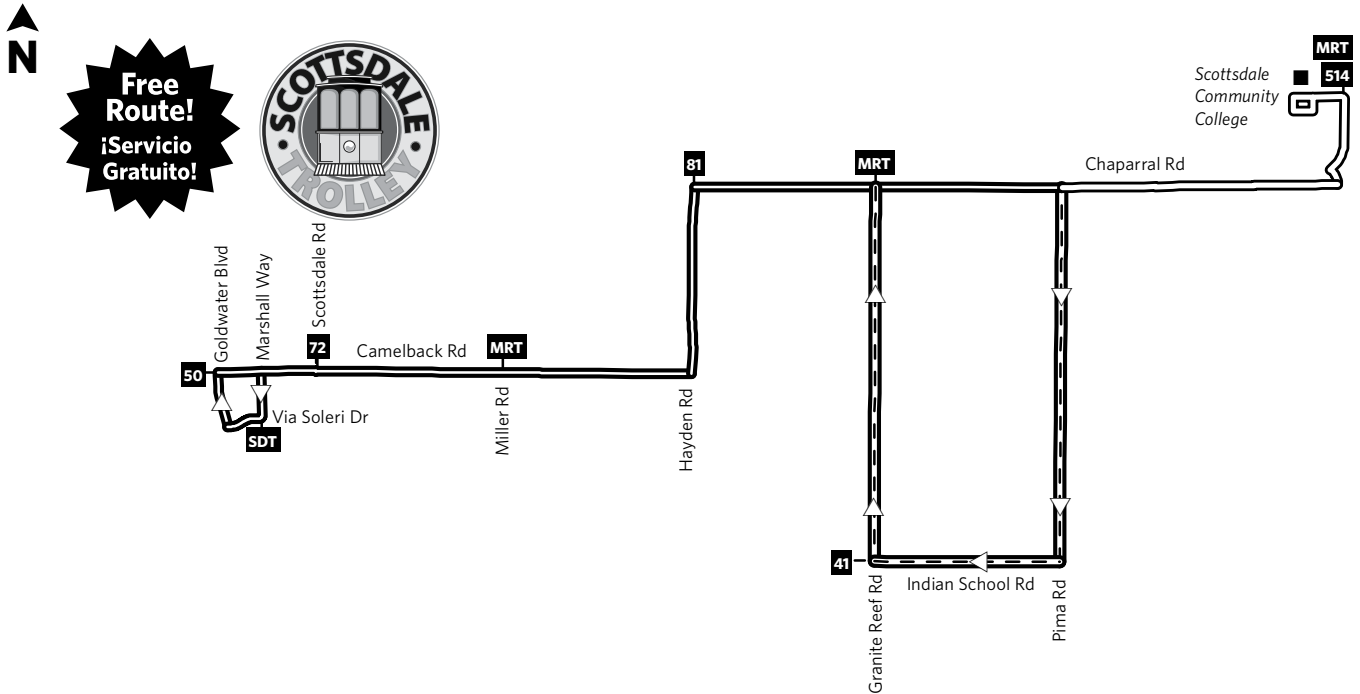 N
Free
Route!
¡Servicio
Gratuito!
SCOTTSDALE
TROLLEY
MRT
514
Scottsdale
Community
College
81
MRT
Chaparral Rd
Goldwater Blvd
Marshall Way
Scottsdale Rd
72
Camelback Rd
MRT
50
Via Soleri Dr
SDT
Miller Rd
Hayden Rd
41
Indian School Rd
Granite Reef Rd
Pima Rd